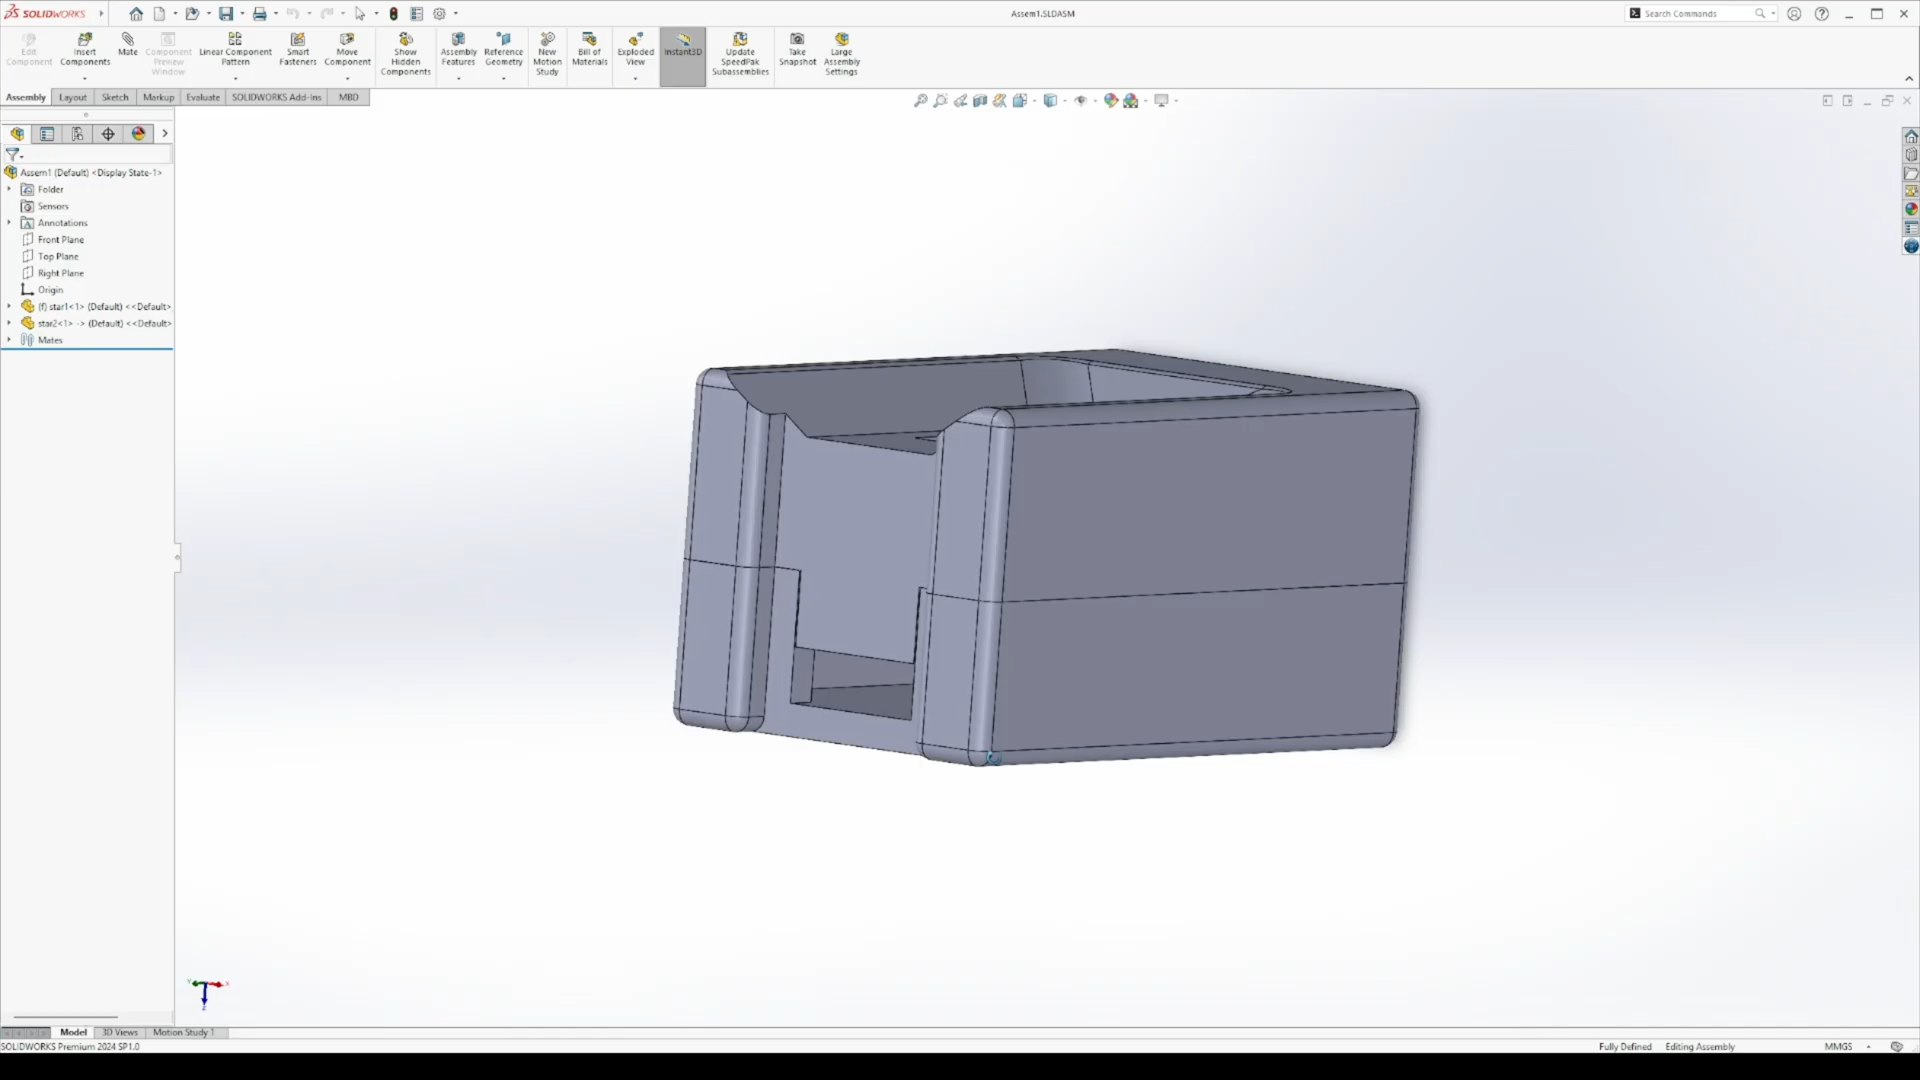 SOLIDWORKS
Assem1.SLDASM
Search Commands
Edit Component
Insert Components
Mate
Component Preview Window
Linear Component Pattern
Smart Fasteners
Move Component
Show Hidden Components
Assembly Features
Reference Geometry
New Motion Study
Bill of Materials
Exploded View
Instant3D
Update SpeedPak Subassemblies
Take Snapshot
Large Assembly Settings
Assembly Layout Sketch Markup Evaluate SOLIDWORKS Add-Ins MBD
Assem1 (Default) <Display State-1>
Folder
Sensors
Annotations
Front Plane
Top Plane
Right Plane
Origin
(f) star1<1> (Default) <<Default>
star2<1> -> (Default) <<Default>
Mates
Model 3D Views Motion Study 1
SOLIDWORKS Premium 2024 SP1.0
Fully Defined Editing Assembly MMGS